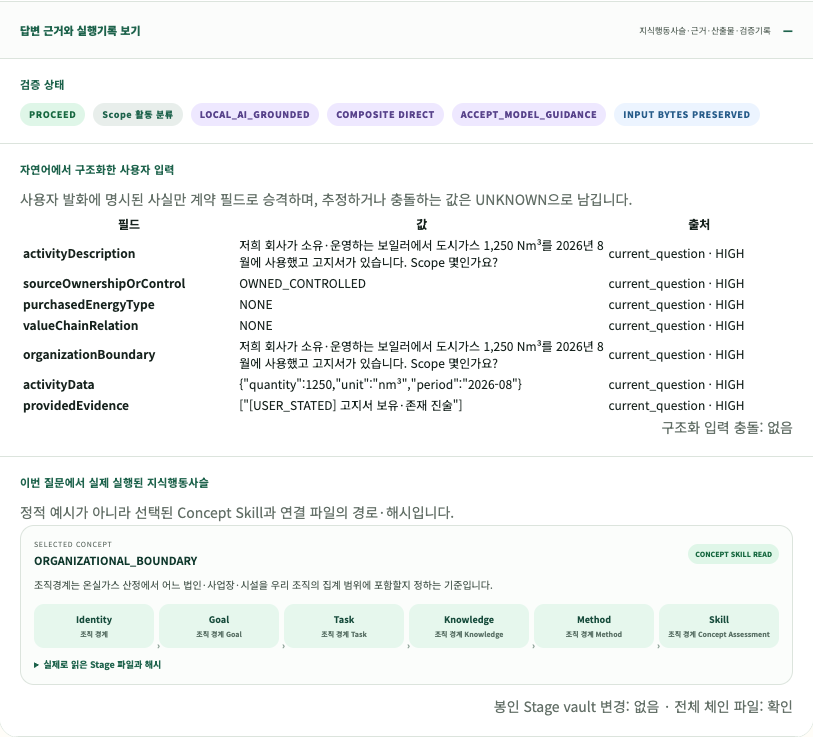 답변 근거와 실행기록 보기
지식행동사슬·근거·산출물·검증기록 −
검증 상태
PROCEED Scope 활동 분류 LOCAL_AI_GROUNDED COMPOSITE DIRECT ACCEPT_MODEL_GUIDANCE INPUT BYTES PRESERVED
자연어에서 구조화한 사용자 입력
사용자 발화에 명시된 사실만 계약 필드로 승격하며, 추정하거나 충돌하는 값은 UNKNOWN으로 남깁니다.
필드 값 출처
activityDescription 저희 회사가 소유·운영하는 보일러에서 도시가스 1,250 Nm³를 2026년 8
월에 사용했고 고지서가 있습니다. Scope 몇인가요? current_question · HIGH
sourceOwnershipOrControl OWNED_CONTROLLED current_question · HIGH
purchasedEnergyType NONE current_question · HIGH
valueChainRelation NONE current_question · HIGH
organizationBoundary 저희 회사가 소유·운영하는 보일러에서 도시가스 1,250 Nm³를 2026년 8
월에 사용했고 고지서가 있습니다. Scope 몇인가요? current_question · HIGH
activityData {"quantity":1250,"unit":"nm³","period":"2026-08"} current_question · HIGH
providedEvidence ["[USER_STATED] 고지서 보유·존재 진술"] current_question · HIGH
구조화 입력 충돌: 없음
이번 질문에서 실제 실행된 지식행동사슬
정적 예시가 아니라 선택된 Concept Skill과 연결 파일의 경로·해시입니다.
SELECTED CONCEPT
ORGANIZATIONAL_BOUNDARY
CONCEPT SKILL READ
조직경계는 온실가스 산정에서 어느 법인·사업장·시설을 우리 조직의 집계 범위에 포함할지 정하는 기준입니다.
Identity › Goal › Task › Knowledge › Method › Skill
조직 경계 조직 경계 Goal 조직 경계 Task 조직 경계 Knowledge 조직 경계 Method 조직 경계 Concept Assessment
▶ 실제로 읽은 Stage 파일과 해시
봉인 Stage vault 변경: 없음 · 전체 체인 파일: 확인